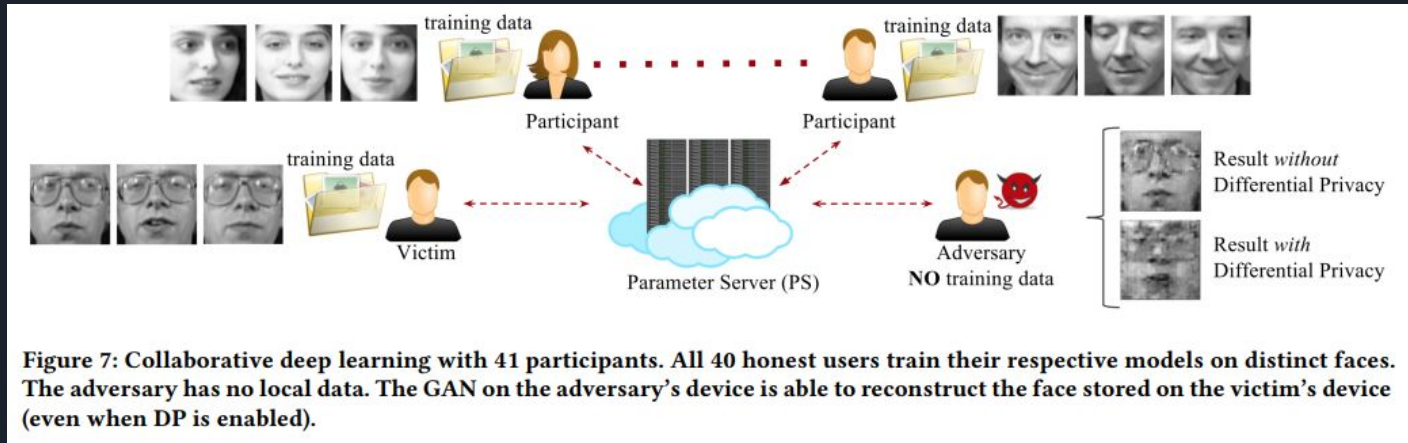 training data
training data
Participant
Participant
training data
Victim
Parameter Server (PS)
Adversary
NO training data
Result without
Differential Privacy
Result with
Differential Privacy
Figure 7: Collaborative deep learning with 41 participants. All 40 honest users train their respective models on distinct faces.
The adversary has no local data. The GAN on the adversary's device is able to reconstruct the face stored on the victim's device
(even when DP is enabled).